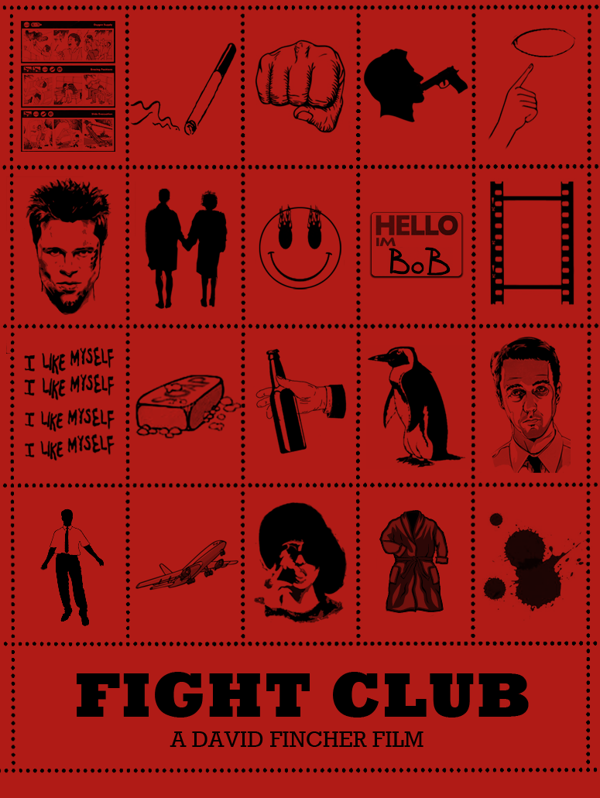 HELLO
IM
BOB
I LIKE MYSELF
I LIKE MYSELF
I LIKE MYSELF
I LIKE MYSELF
FIGHT CLUB
A DAVID FINCHER FILM